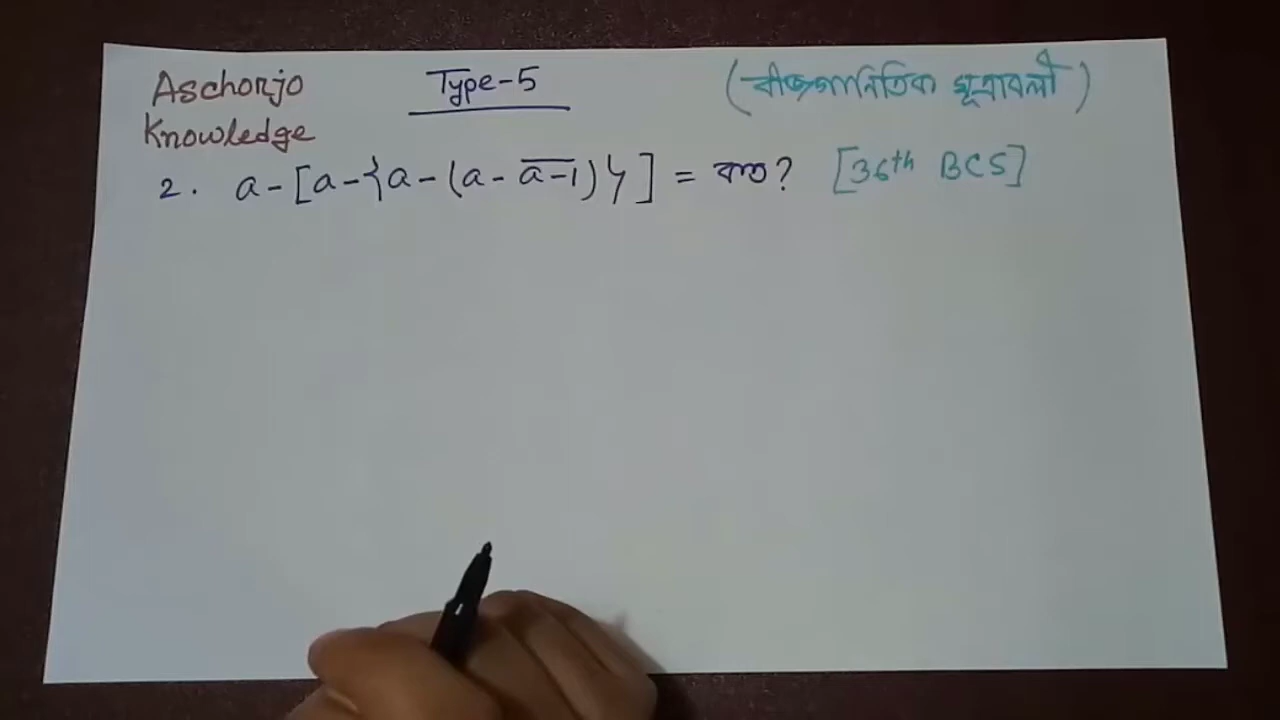 Aschorjo Knowledge
Type-5
(বীজগানিতিক সূত্রাবলী)
2. a-[a-{a-(a-a̅-̅1̅)}] = কত? [36th BCS]